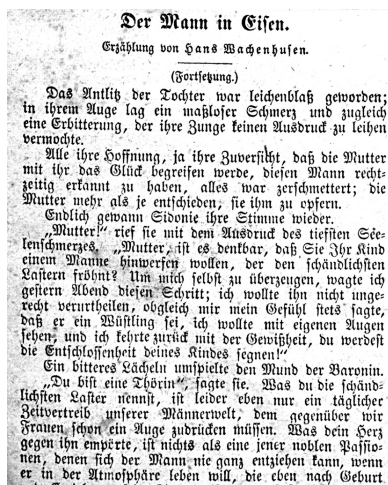 Der Mann in Eisen.
Erzählung von Hans Wachenhusen.
(Fortsetzung.)
Das Antlitz der Tochter war leichenblaß geworden;
in ihrem Auge lag ein maßloser Schmerz und zugleich
eine Erbitterung, der ihre Zunge keinen Ausdruck zu leihen
vermochte.
Alle ihre Hoffnung, ja ihre Zuversicht, daß die Mutter
mit ihr das Glück begreifen werde, diesen Mann recht-
zeitig erkannt zu haben, alles war zerschmettert; die
Mutter mehr als je entschieden, sie ihm zu opfern.
Endlich gewann Sidonie ihre Stimme wieder.
„Mutter!“ rief sie mit dem Ausdruck des tiefsten See-
lenschmerzes, „Mutter, ist es denkbar, daß Sie Ihr Kind
einem Manne hinwerfen wollen, der den schändlichsten
Lastern fröhnt? Um mich selbst zu überzeugen, wagte ich
gestern Abend diesen Schritt; ich wollte ihn nicht unge-
recht verurtheilen, obgleich mir mein Gefühl stets sagte,
daß er ein Wüstling sei, ich wollte mit eigenen Augen
sehen, und ich kehrte zurück mit der Gewißheit, du werdest
die Entschlossenheit deines Kindes segnen!“
Ein bitteres Lächeln umspielte den Mund der Baronin.
„Du bist eine Thörin“, sagte sie. Was du die schänd-
lichsten Laster nennst, ist leider eben nur ein täglicher
Zeitvertreib unserer Männerwelt, dem gegenüber wir
Frauen schon ein Auge zudrücken müssen. Was dein Herz
gegen ihn empörte, ist nichts als eine jener noblen Passio-
nen, denen sich der Mann nie ganz entziehen kann, wenn
er in der Atmosphäre leben will, die eben nach Geburt